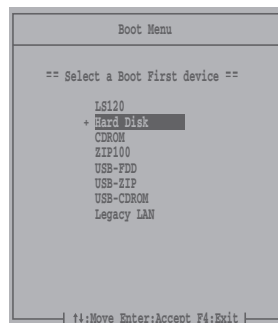 Boot Menu
== Select a Boot First device ==
LS120
+ Hard Disk
CDROM
ZIP100
USB-FDD
USB-ZIP
USB-CDROM
Legacy LAN
↑↓:Move Enter:Accept F4:Exit